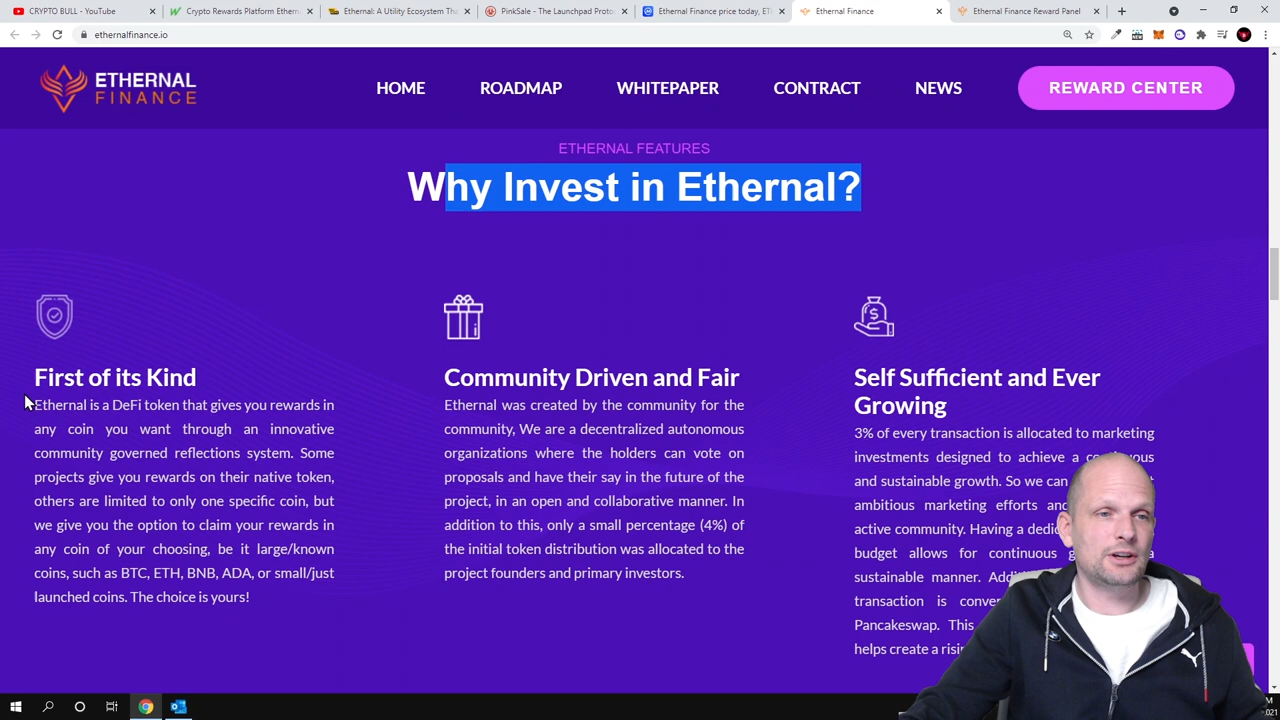 CRYPTO BULL - YouTube
Crypto Rewards Platform Ethern
Ethernal: A Utility Ecosystem Tha
PinkSale - The Launchpad Proto
Ethernal Finance price today, ET
Ethernal Finance
Ethernal Finance Reward Panel
ethernalfinance.io
ETHERNAL
FINANCE
HOME
ROADMAP
WHITEPAPER
CONTRACT
NEWS
REWARD CENTER
ETHERNAL FEATURES
Why Invest in Ethernal?
First of its Kind
Ethernal is a DeFi token that gives you rewards in
any coin you want through an innovative
community governed reflections system. Some
projects give you rewards on their native token,
others are limited to only one specific coin, but
we give you the option to claim your rewards in
any coin of your choosing, be it large/known
coins, such as BTC, ETH, BNB, ADA, or small/just
launched coins. The choice is yours!
Community Driven and Fair
Ethernal was created by the community for the
community, We are a decentralized autonomous
organizations where the holders can vote on
proposals and have their say in the future of the
project, in an open and collaborative manner. In
addition to this, only a small percentage (4%) of
the initial token distribution was allocated to the
project founders and primary investors.
Self Sufficient and Ever
Growing
3% of every transaction is allocated to marketing
investments designed to achieve a continuous
and sustainable growth. So we can
ambitious marketing efforts
active community. Having a
budget allows for continuous
sustainable manner.
transaction is
Pancakeswap. This
helps create a
PUMA